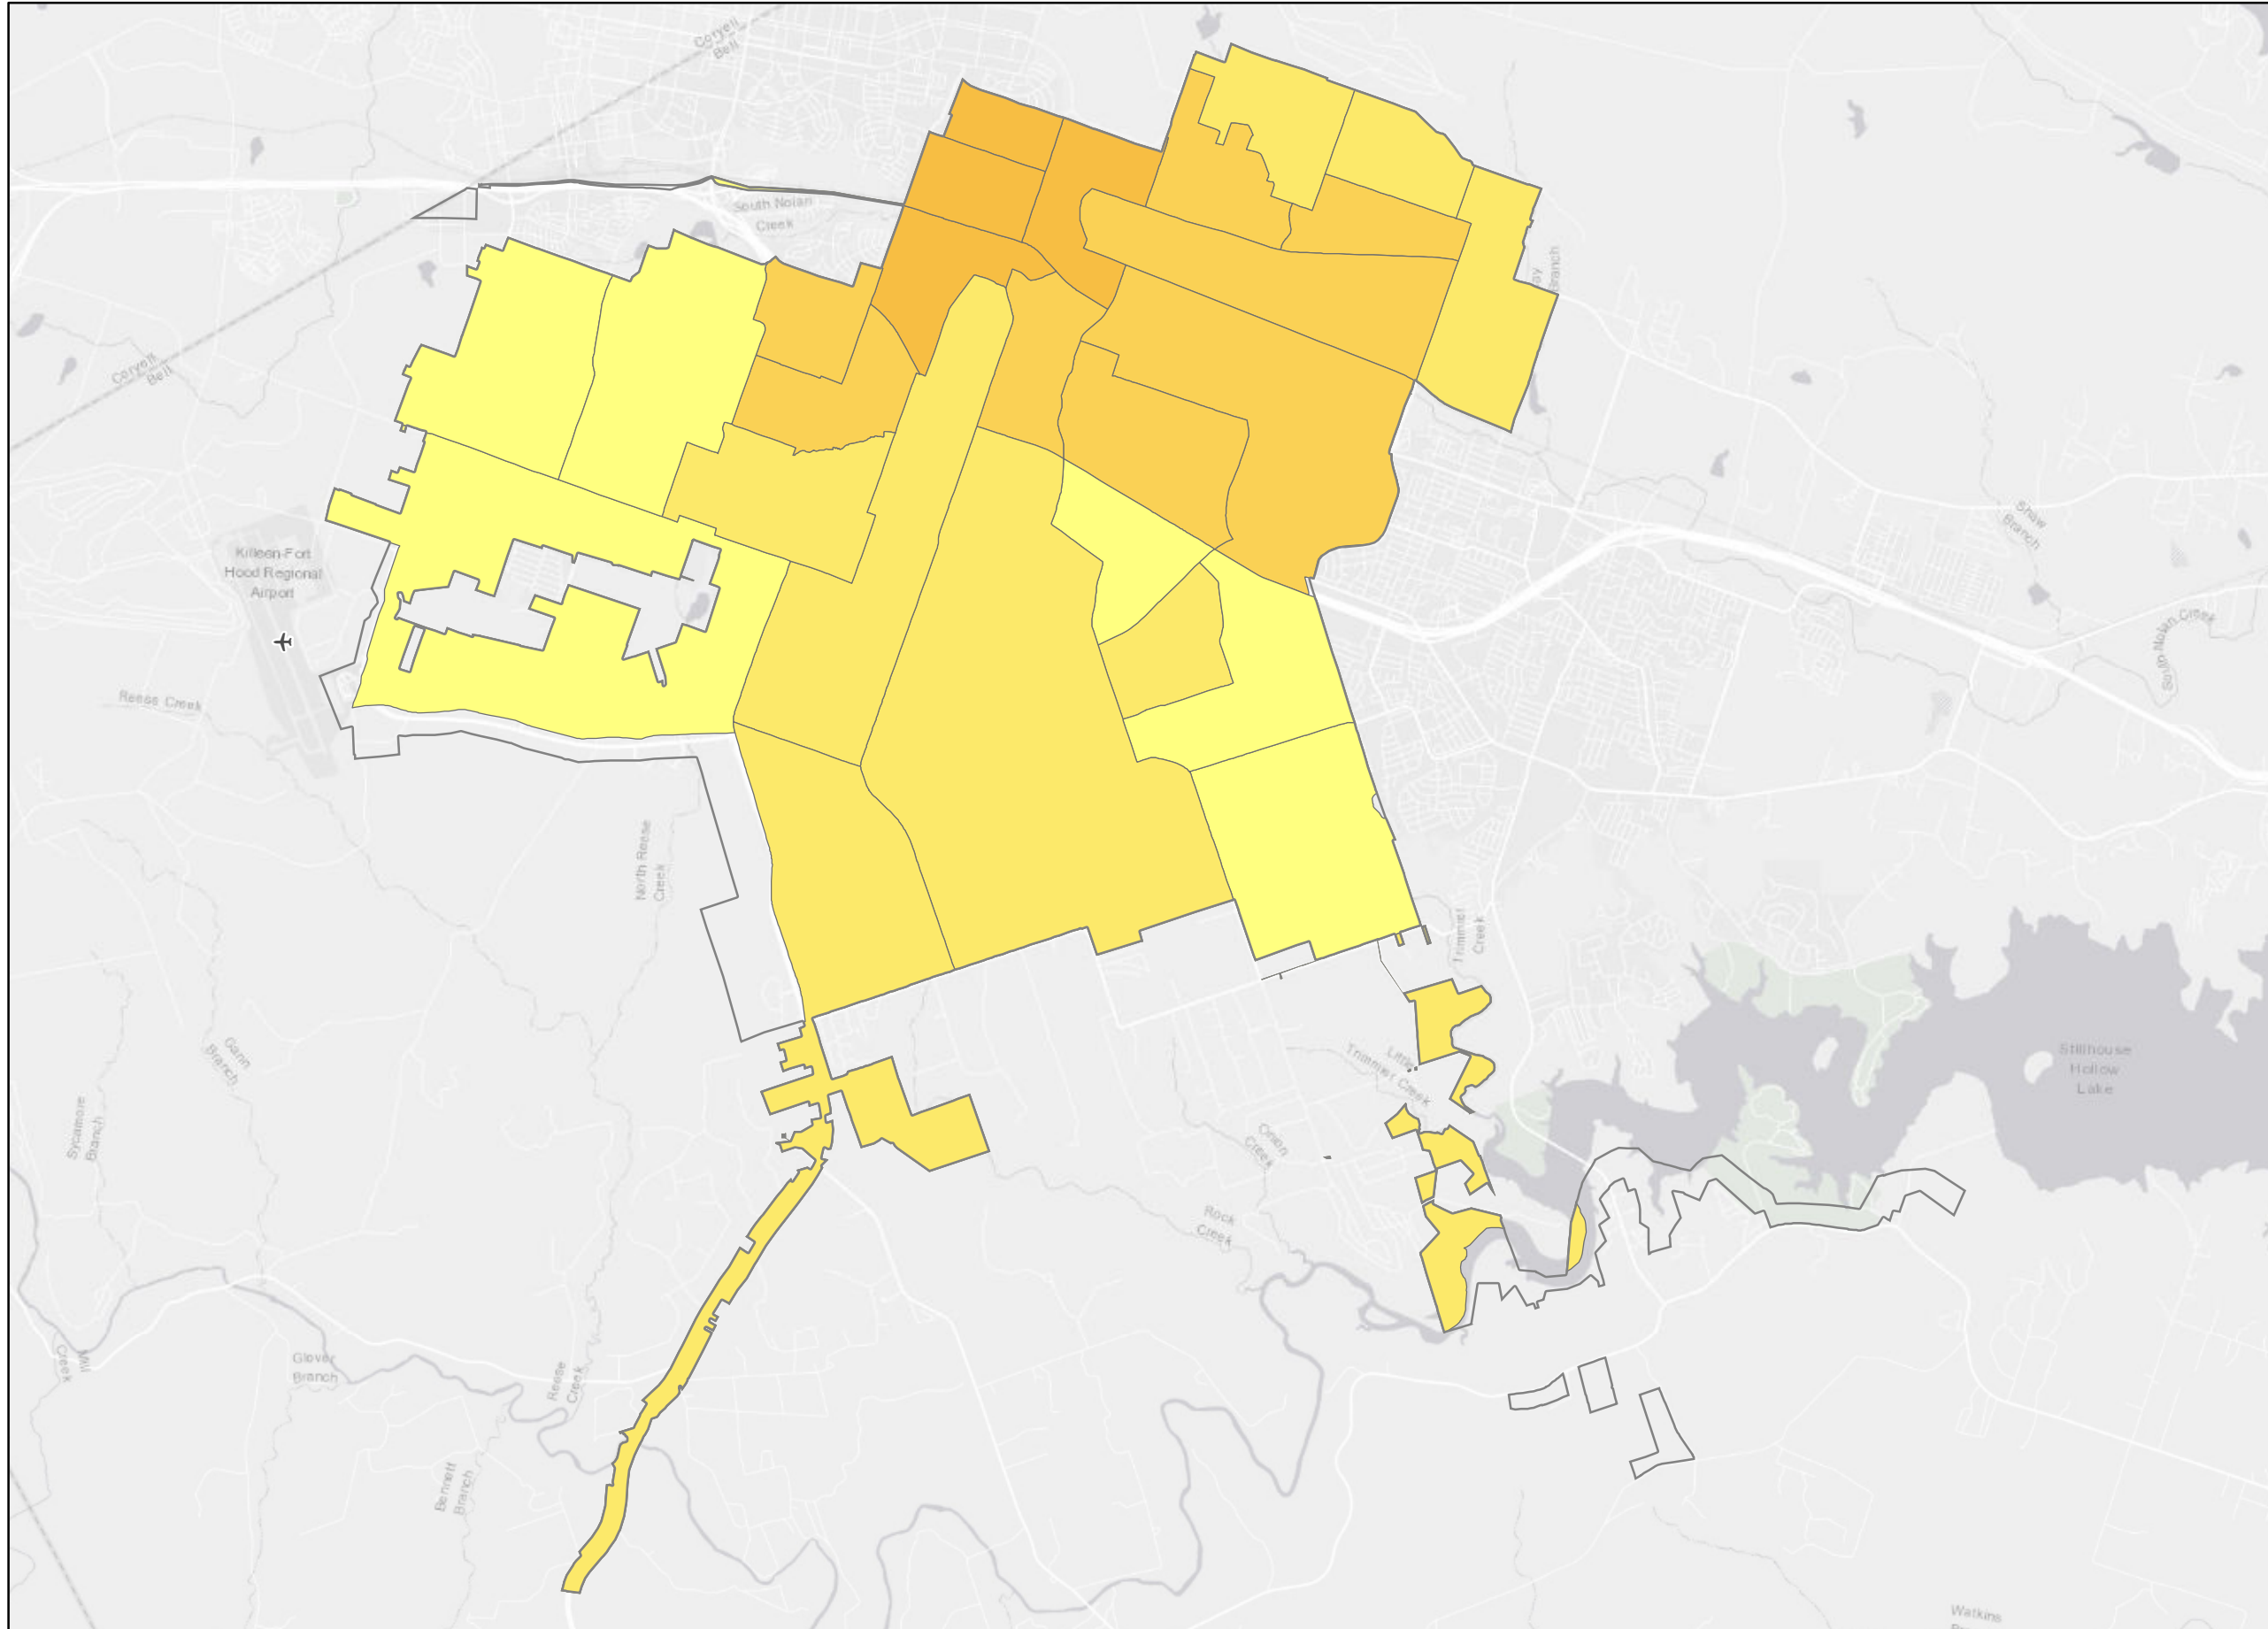 Coryell
Bell
South Nolan
Creek
Coryell
Bell
Branch
Shaw
Branch
Killeen-Fort
Hood Regional
Airport
South Nolan Creek
Reese Creek
North Reese
Creek
Trimmier
Creek
Gann
Branch
Little
Trimmier Creek
Stillhouse
Hollow
Lake
Sycamore
Branch
Onion
Creek
Rock
Creek
Mill
Creek
Glover
Branch
Reese
Creek
Bennett
Branch
Watkins